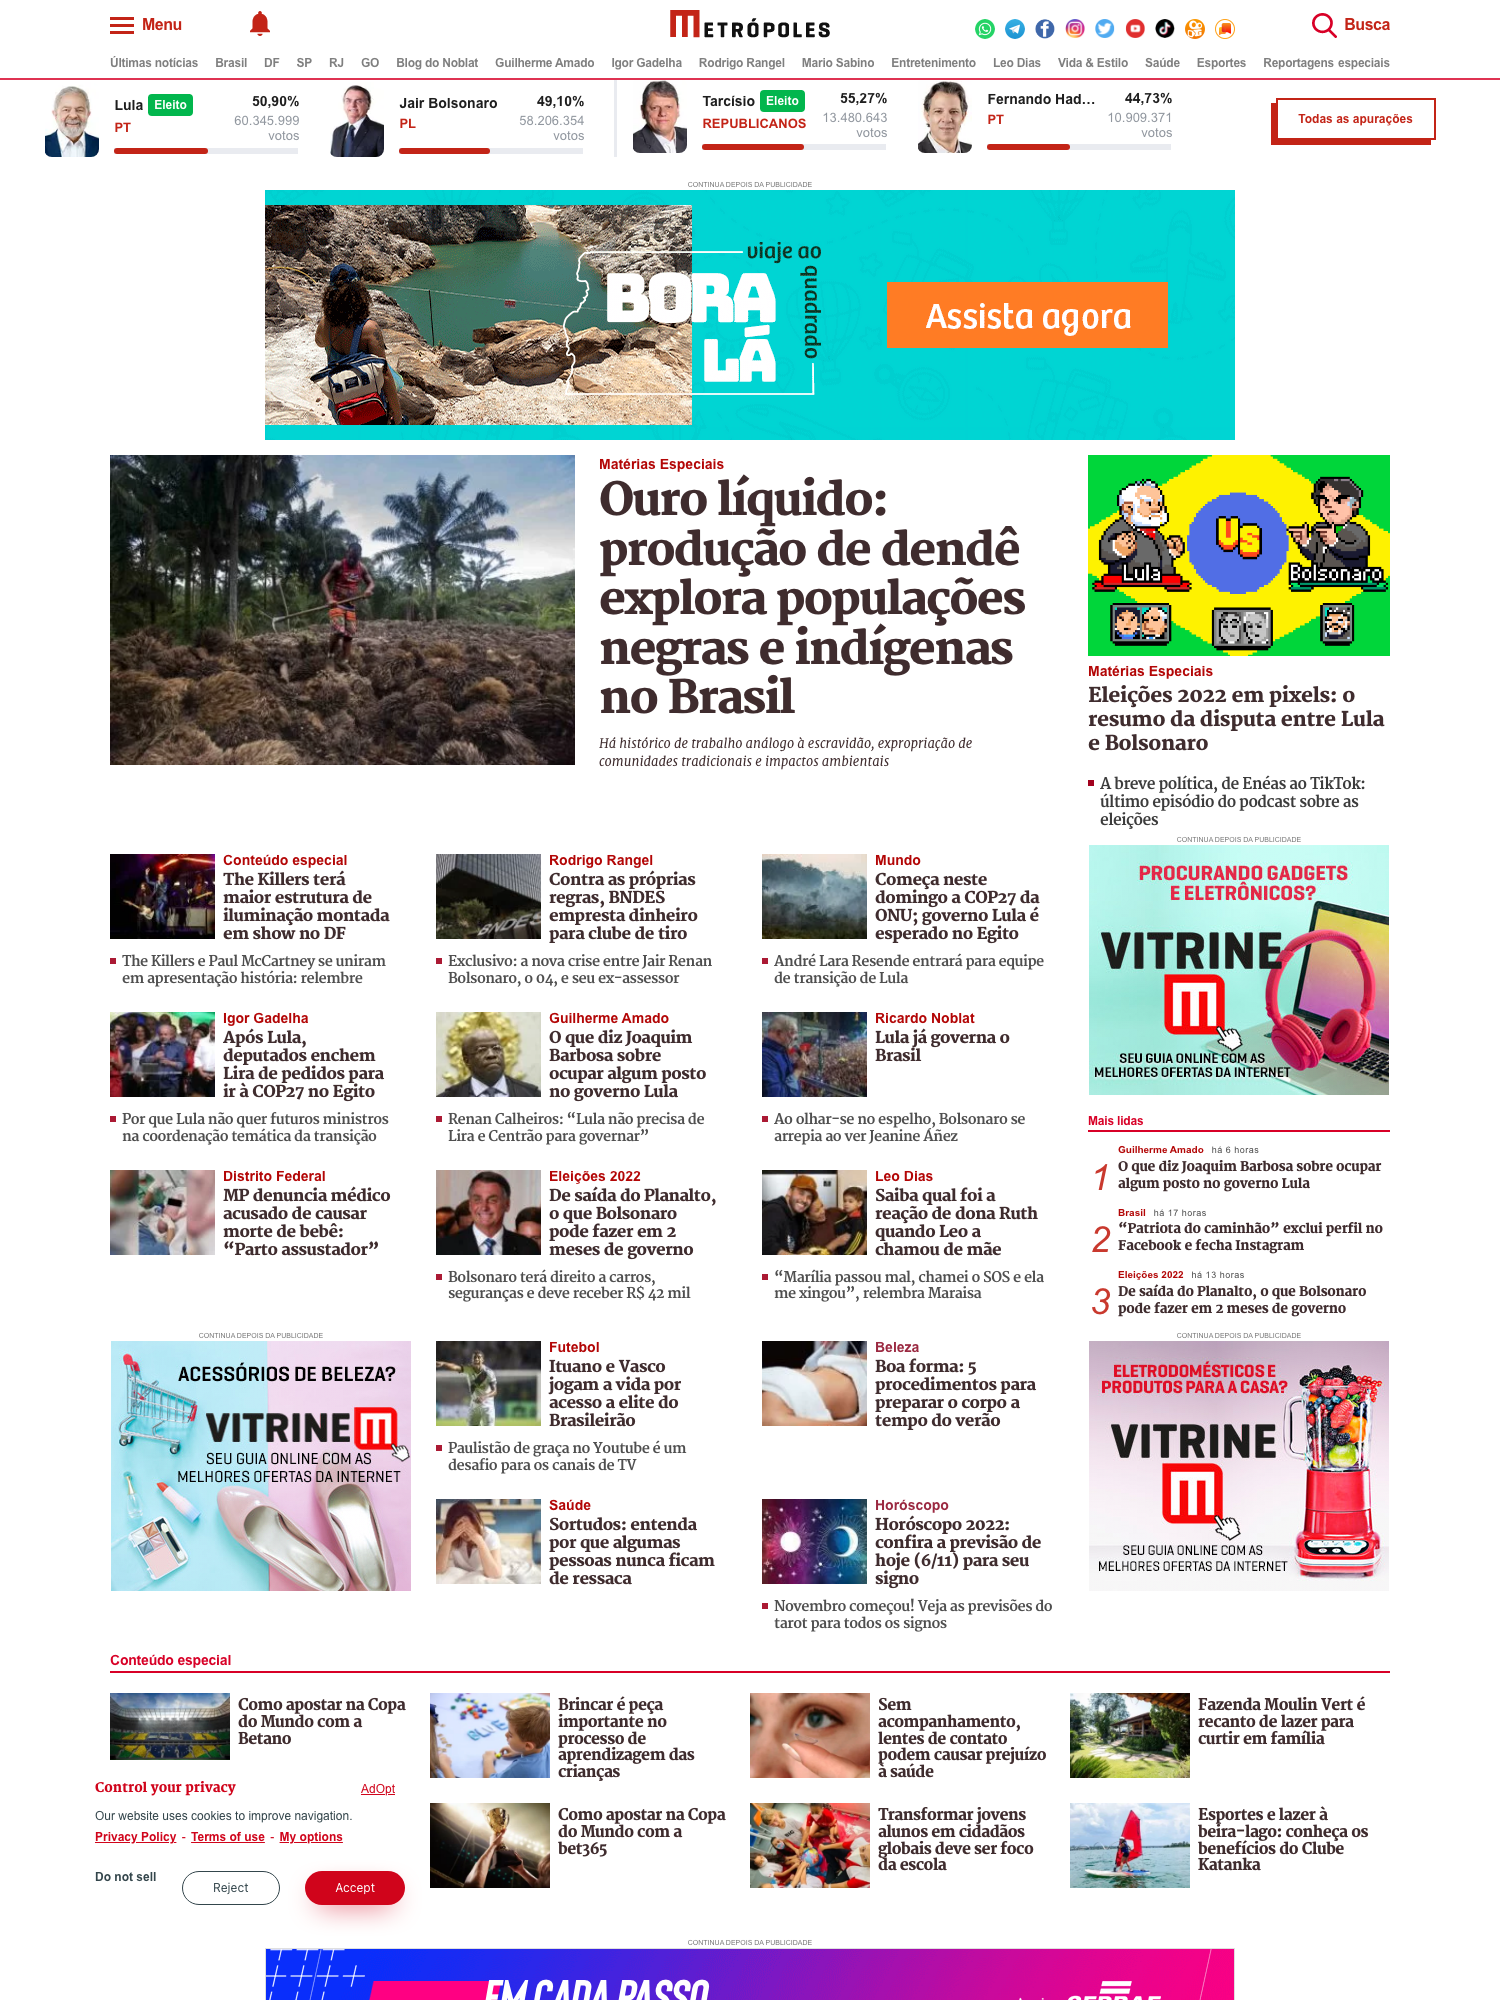 Menu
METRÓPOLES
Busca
Últimas notícias Brasil DF SP RJ GO Blog do Noblat Guilherme Amado Igor Gadelha Rodrigo Rangel Mario Sabino Entretenimento Leo Dias Vida & Estilo Saúde Esportes Reportagens especiais
Lula Eleito 50,90%
PT 60.345.999
votos
Jair Bolsonaro 49,10%
PL 58.206.354
votos
Tarcísio Eleito 55,27%
REPUBLICANOS 13.480.643
votos
Fernando Had... 44,73%
PT 10.909.371
votos
Todas as apurações
CONTINUA DEPOIS DA PUBLICIDADE
viaje ao
quadrado
BORA
LÁ
Assista agora
Matérias Especiais
Ouro líquido:
produção de dendê
explora populações
negras e indígenas
no Brasil
Há histórico de trabalho análogo à escravidão, expropriação de
comunidades tradicionais e impactos ambientais
US
Lula
Bolsonaro
Matérias Especiais
Eleições 2022 em pixels: o
resumo da disputa entre Lula
e Bolsonaro
A breve política, de Enéas ao TikTok:
último episódio do podcast sobre as
eleições
CONTINUA DEPOIS DA PUBLICIDADE
PROCURANDO GADGETS
E ELETRÔNICOS?
VITRINE
SEU GUIA ONLINE COM AS
MELHORES OFERTAS DA INTERNET
Conteúdo especial
The Killers terá
maior estrutura de
iluminação montada
em show no DF
The Killers e Paul McCartney se uniram
em apresentação história: relembre
BNDES
Rodrigo Rangel
Contra as próprias
regras, BNDES
empresta dinheiro
para clube de tiro
Exclusivo: a nova crise entre Jair Renan
Bolsonaro, o 04, e seu ex-assessor
Mundo
Começa neste
domingo a COP27 da
ONU; governo Lula é
esperado no Egito
André Lara Resende entrará para equipe
de transição de Lula
Igor Gadelha
Após Lula,
deputados enchem
Lira de pedidos para
ir à COP27 no Egito
Por que Lula não quer futuros ministros
na coordenação temática da transição
Guilherme Amado
O que diz Joaquim
Barbosa sobre
ocupar algum posto
no governo Lula
Renan Calheiros: “Lula não precisa de
Lira e Centrão para governar”
Ricardo Noblat
Lula já governa o
Brasil
Ao olhar-se no espelho, Bolsonaro se
arrepia ao ver Jeanine Áñez
Distrito Federal
MP denuncia médico
acusado de causar
morte de bebê:
“Parto assustador”
Eleições 2022
De saída do Planalto,
o que Bolsonaro
pode fazer em 2
meses de governo
Bolsonaro terá direito a carros,
seguranças e deve receber R$ 42 mil
Leo Dias
Saiba qual foi a
reação de dona Ruth
quando Leo a
chamou de mãe
“Marília passou mal, chamei o SOS e ela
me xingou”, relembra Maraisa
Mais lidas
1
Guilherme Amado há 6 horas
O que diz Joaquim Barbosa sobre ocupar
algum posto no governo Lula
2
Brasil há 17 horas
“Patriota do caminhão” exclui perfil no
Facebook e fecha Instagram
3
Eleições 2022 há 13 horas
De saída do Planalto, o que Bolsonaro
pode fazer em 2 meses de governo
CONTINUA DEPOIS DA PUBLICIDADE
ACESSÓRIOS DE BELEZA?
VITRINE M
SEU GUIA ONLINE COM AS
MELHORES OFERTAS DA INTERNET
Futebol
Ituano e Vasco
jogam a vida por
acesso a elite do
Brasileirão
Paulistão de graça no Youtube é um
desafio para os canais de TV
Beleza
Boa forma: 5
procedimentos para
preparar o corpo a
tempo do verão
CONTINUA DEPOIS DA PUBLICIDADE
ELETRODOMÉSTICOS E
PRODUTOS PARA A CASA?
VITRINE
SEU GUIA ONLINE COM AS
MELHORES OFERTAS DA INTERNET
Saúde
Sortudos: entenda
por que algumas
pessoas nunca ficam
de ressaca
Horóscopo
Horóscopo 2022:
confira a previsão de
hoje (6/11) para seu
signo
Novembro começou! Veja as previsões do
tarot para todos os signos
Conteúdo especial
Como apostar na Copa
do Mundo com a
Betano
Brincar é peça
importante no
processo de
aprendizagem das
crianças
Sem
acompanhamento,
lentes de contato
podem causar prejuízo
à saúde
Fazenda Moulin Vert é
recanto de lazer para
curtir em família
Control your privacy AdOpt
Our website uses cookies to improve navigation.
Privacy Policy - Terms of use - My options
Do not sell Reject Accept
Como apostar na Copa
do Mundo com a
bet365
Transformar jovens
alunos em cidadãos
globais deve ser foco
da escola
Esportes e lazer à
beira-lago: conheça os
benefícios do Clube
Katanka
CONTINUA DEPOIS DA PUBLICIDADE
EM CADA PASSO
SEBRAE